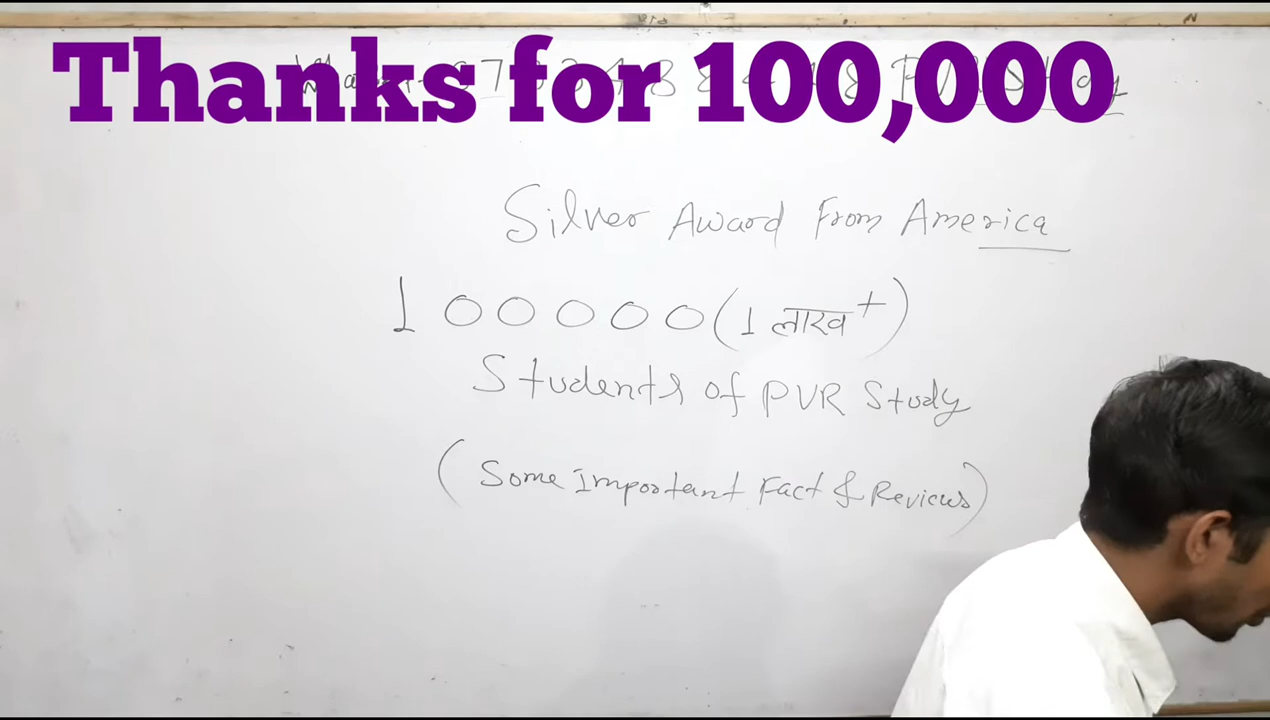 Thanks for 100,000
Silver Award From America
100000 (1 लाख+)
Students of PVR Study
(Some Important Fact & Reviews)